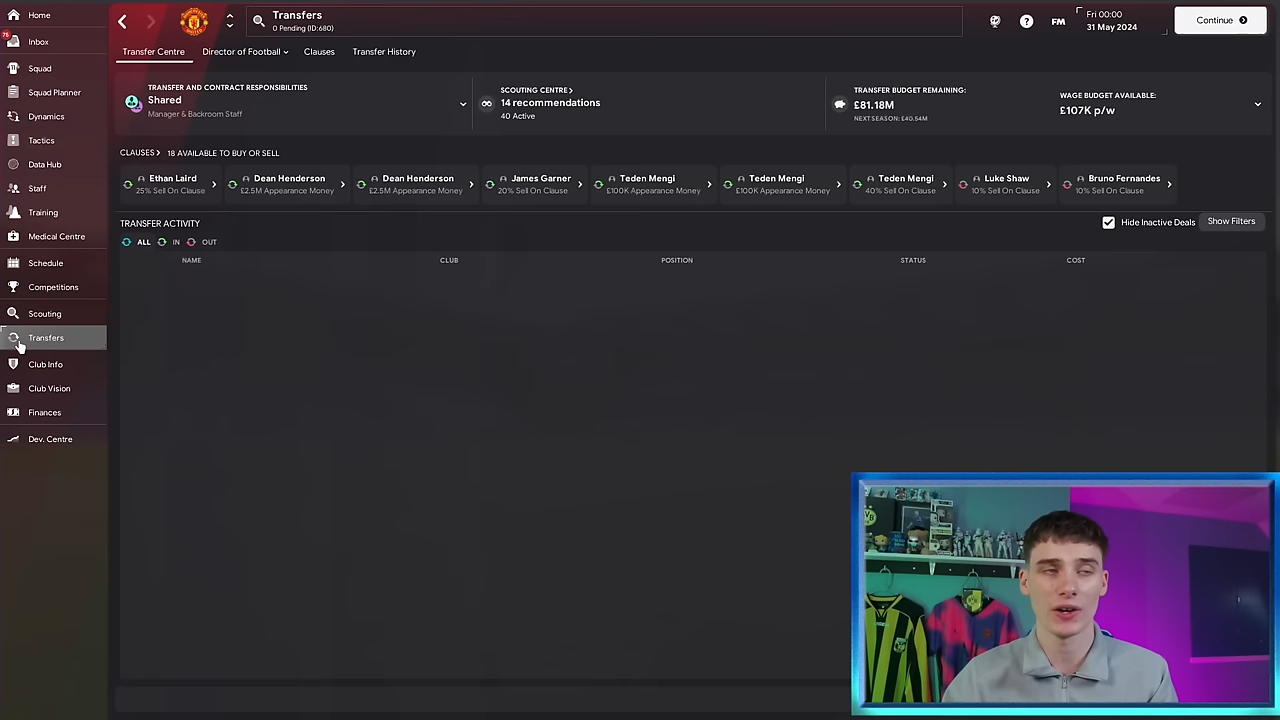 Home
75
Inbox
Squad
Squad Planner
Dynamics
Tactics
Data Hub
Staff
Training
Medical Centre
Schedule
Competitions
Scouting
Transfers
Club Info
Club Vision
Finances
Dev. Centre
Transfers
0 Pending (ID:680)
? FM
Fri 00:00
31 May 2024
Continue
Transfer Centre Director of Football Clauses Transfer History
TRANSFER AND CONTRACT RESPONSIBILITIES
Shared
Manager & Backroom Staff
SCOUTING CENTRE >
14 recommendations
40 Active
TRANSFER BUDGET REMAINING:
£81.18M
NEXT SEASON: £40.54M
WAGE BUDGET AVAILABLE:
£107K p/w
CLAUSES > 18 AVAILABLE TO BUY OR SELL
Ethan Laird
25% Sell On Clause
Dean Henderson
£2.5M Appearance Money
Dean Henderson
£2.5M Appearance Money
James Garner
20% Sell On Clause
Teden Mengi
£100K Appearance Money
Teden Mengi
£100K Appearance Money
Teden Mengi
40% Sell On Clause
Luke Shaw
10% Sell On Clause
Bruno Fernandes
10% Sell On Clause
TRANSFER ACTIVITY
Hide Inactive Deals Show Filters
ALL IN OUT
NAME CLUB POSITION STATUS COST